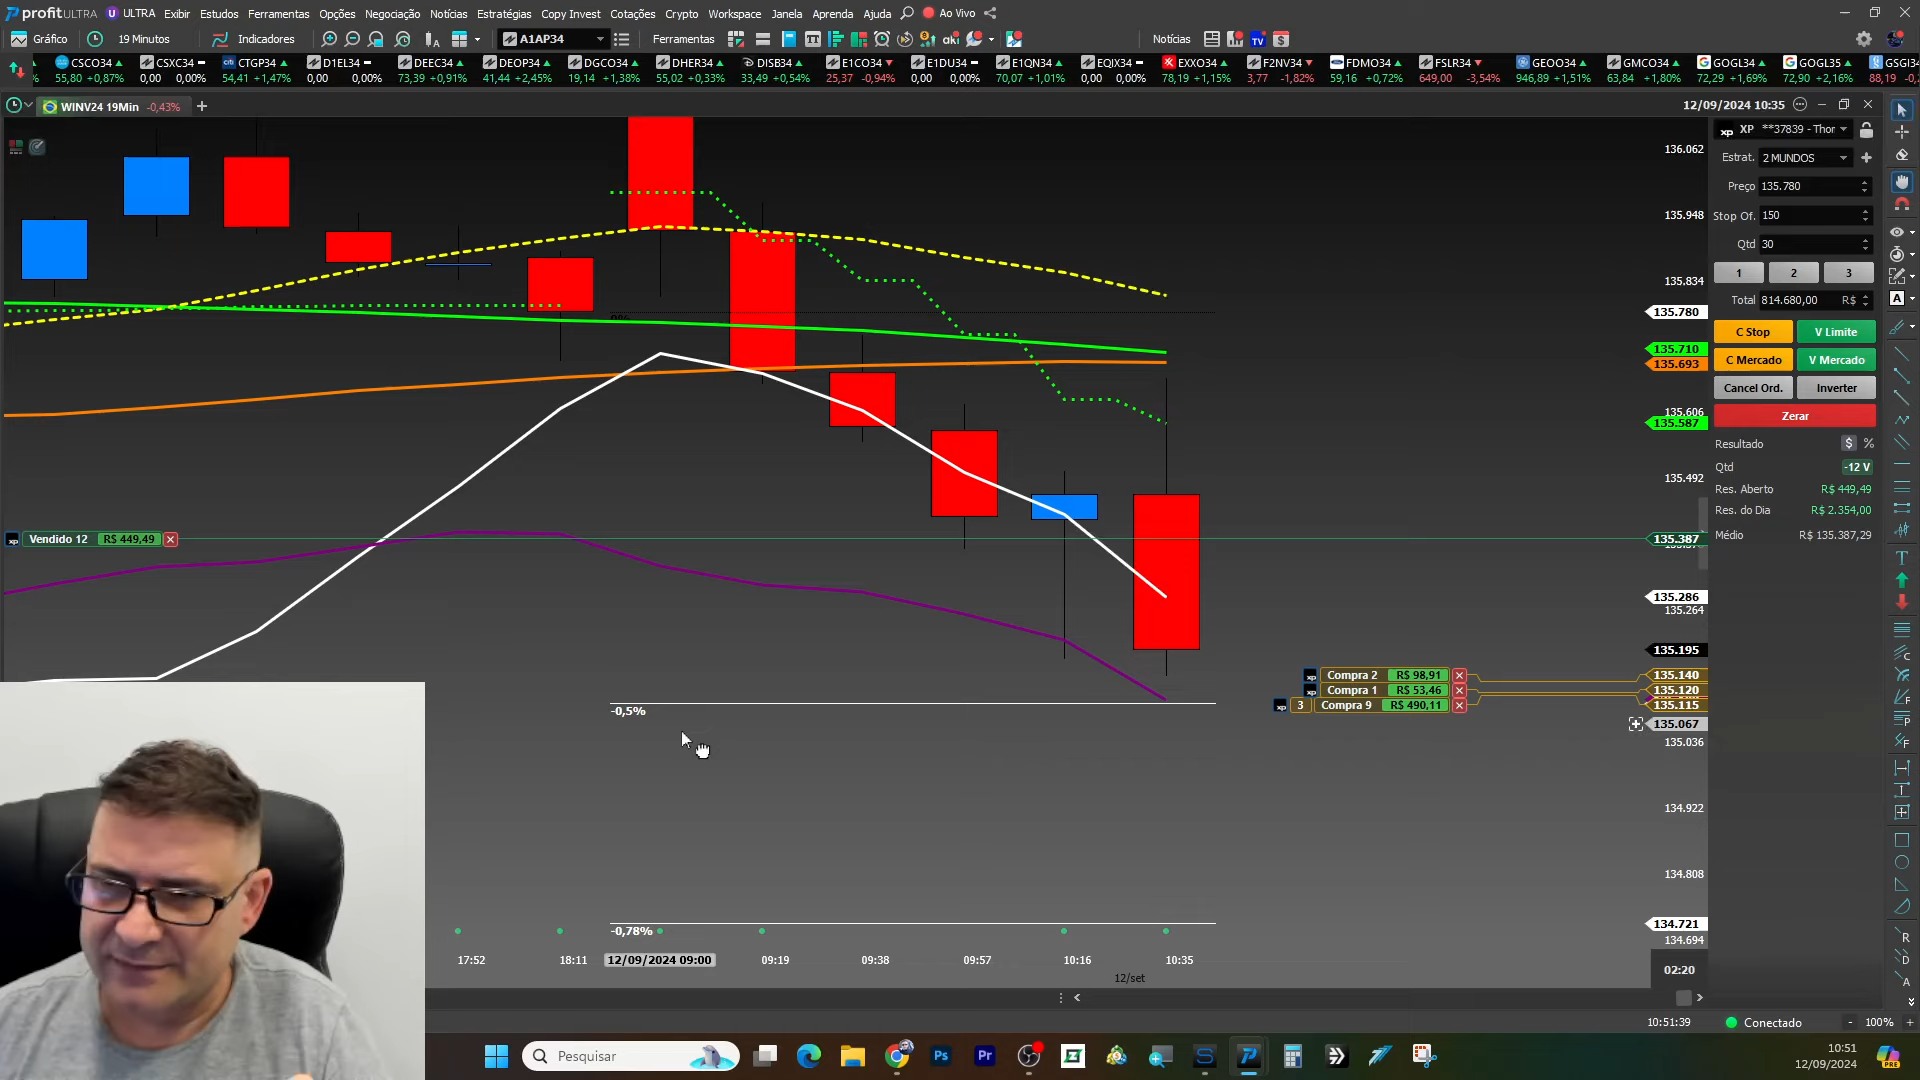 profitULTRA ULTRA Exibir Estudos Ferramentas Opções Negociação Notícias Estratégias Copy Invest Cotações Crypto Workspace Janela Aprenda Ajuda Ao Vivo
Gráfico 19 Minutos Indicadores A1AP34 Ferramentas Notícias
CSCO34 CSXC34 CTGP34 D1EL34 DEEC34 DEOP34 DGCO34 DHER34 DISB34 E1CO34 E1DU34 E1QN34 EQIX34 EXXO34 F2NV34 FDMO34 FSLR34 GEOO34 GMCO34 GOGL34 GOGL35 GSGI
55,80 +0,87% 0,00 0,00% 54,41 +1,47% 0,00 0,00% 73,39 +0,91% 41,44 +2,45% 19,14 +1,38% 55,02 +0,33% 33,49 +0,54% 25,37 -0,94% 0,00 0,00% 70,07 +1,01% 0,00 0,00% 78,19 +1,15% 3,77 -1,82% 59,16 +0,72% 649,00 -3,54% 946,89 +1,51% 63,84 +1,80% 72,29 +1,69% 72,90 +2,16% 88,19 -0,
WINV24 19Min -0,43% +
12/09/2024 10:35
XP **37839 - Thor
Estrat. 2 MUNDOS
Preço 135.780
Stop Of. 150
Qtd 30
1 2 3
Total 814.680,00 R$
C Stop V Limite
C Mercado V Mercado
Cancel Ord. Inverter
Zerar
Resultado $ %
Qtd -12 V
Res. Aberto R$ 449,49
Res. do Dia R$ 2.354,00
Médio R$ 135.387,29
136.062
135.948
135.834
135.780
135.710
135.693
135.606
135.587
135.492
135.387
135.286
135.264
135.195
135.140
135.120
135.115
135.067
135.036
134.922
134.808
134.721
134.694
02:20
Vendido 12 R$ 449,49
Compra 2 R$ 98,91
Compra 1 R$ 53,46
3 Compra 9 R$ 490,11
-0,5%
-0,78%
17:52 18:11 12/09/2024 09:00 09:19 09:38 09:57 10:16 10:35
12/set
10:51:39 Conectado - 100% +
Pesquisar
10:51
12/09/2024